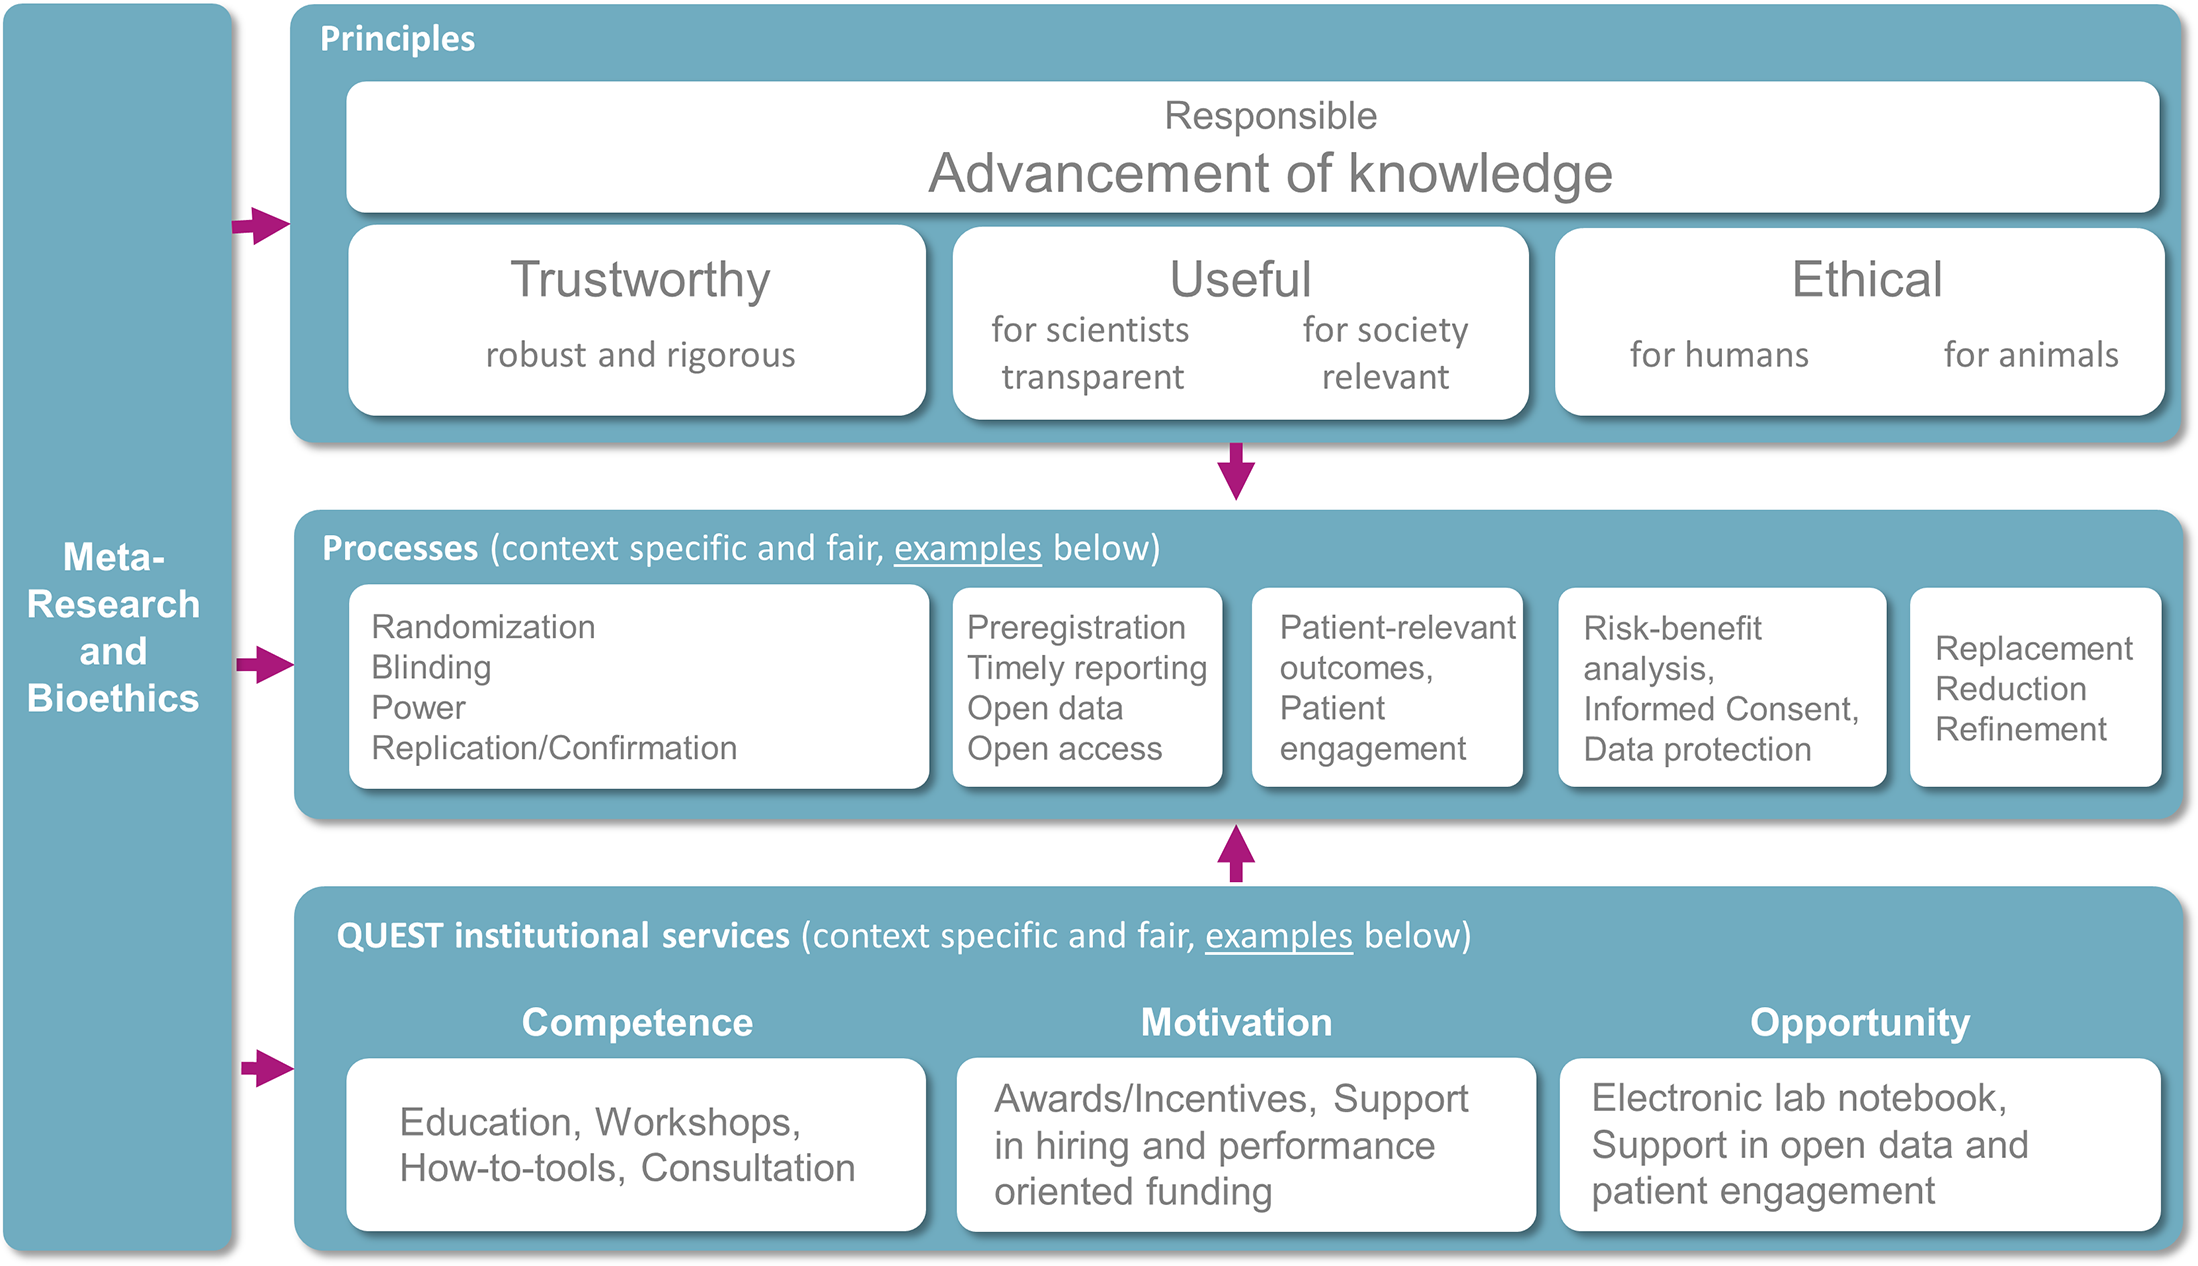 Meta-
Research
and
Bioethics
Principles
Responsible
Advancement of knowledge
Trustworthy
robust and rigorous
Useful
for scientists
transparent
for society
relevant
Ethical
for humans
for animals
Processes (context specific and fair, examples below)
Randomization
Blinding
Power
Replication/Confirmation
Preregistration
Timely reporting
Open data
Open access
Patient-relevant
outcomes,
Patient
engagement
Risk-benefit
analysis,
Informed Consent,
Data protection
Replacement
Reduction
Refinement
QUEST institutional services (context specific and fair, examples below)
Competence
Education, Workshops,
How-to-tools, Consultation
Motivation
Awards/Incentives, Support
in hiring and performance
oriented funding
Opportunity
Electronic lab notebook,
Support in open data and
patient engagement